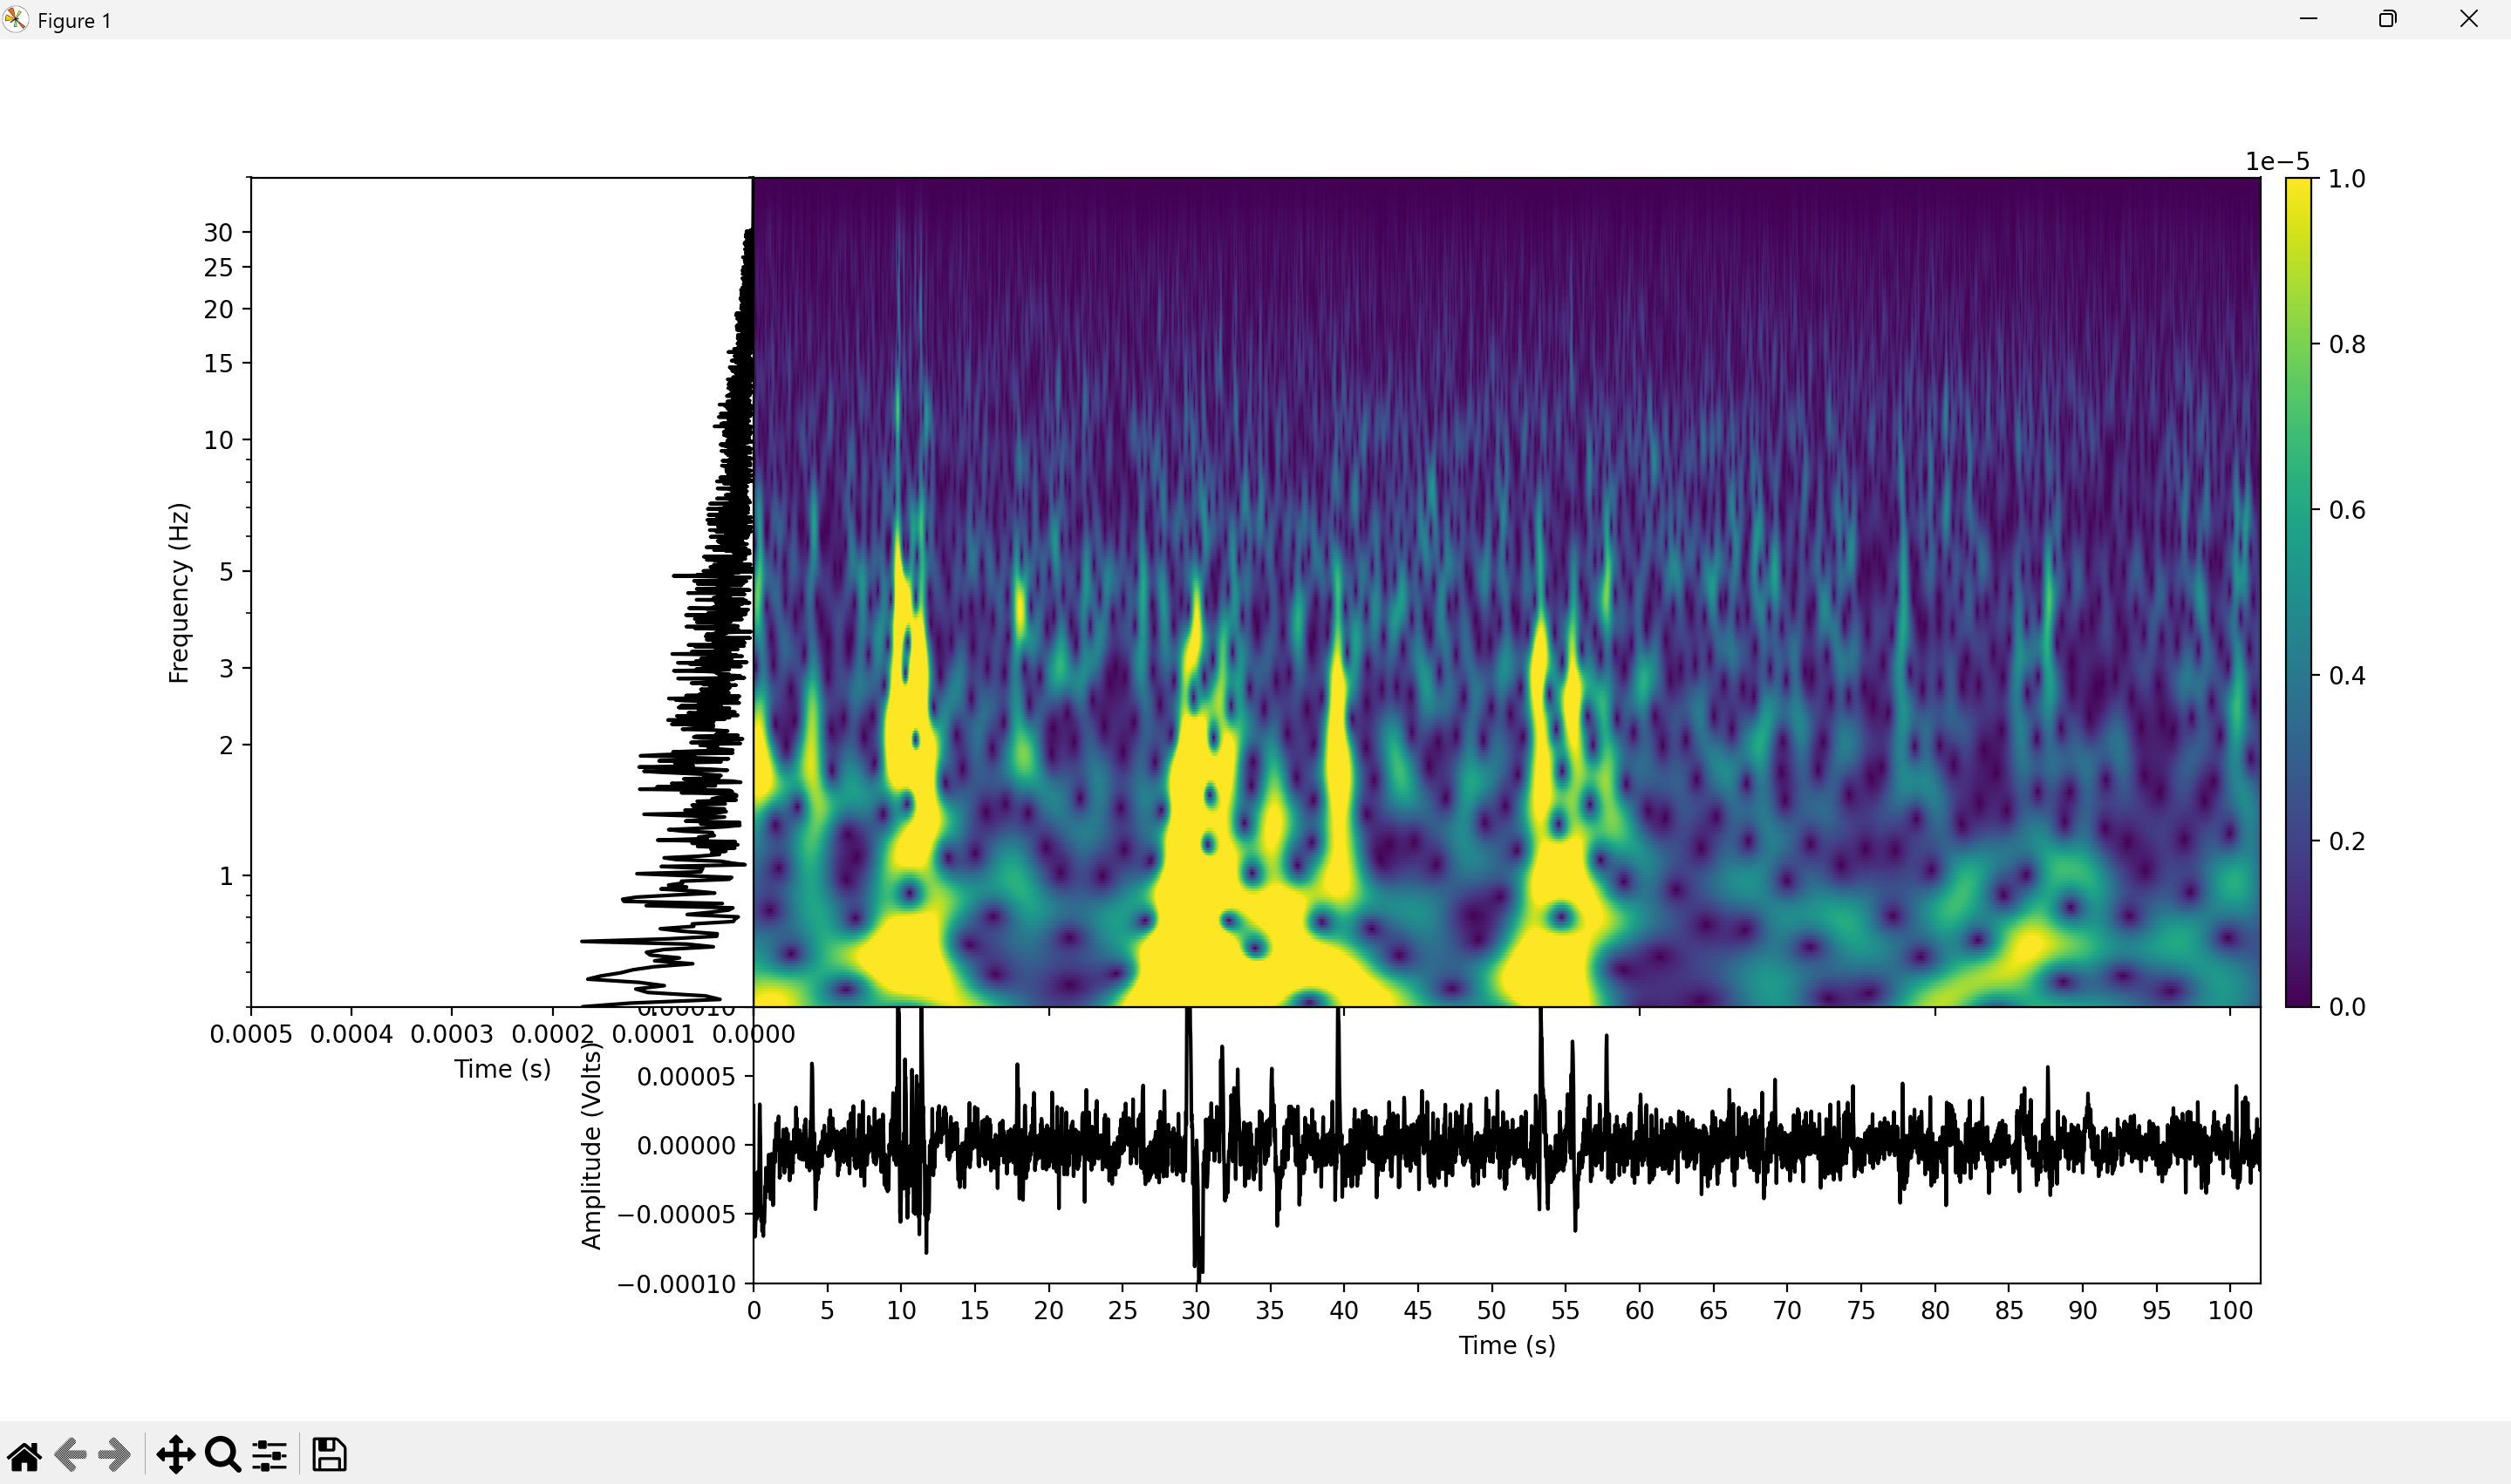 Figure 1
1e−5
1.0
0.8
0.6
0.4
0.2
0.0
30
25
20
15
10
5
3
2
1
Frequency (Hz)
0.0005 0.0004 0.0003 0.0002 0.0001 0.0000
Time (s)
0.00010
0.00005
0.00000
−0.00005
−0.00010
Amplitude (Volts)
0 5 10 15 20 25 30 35 40 45 50 55 60 65 70 75 80 85 90 95 100
Time (s)